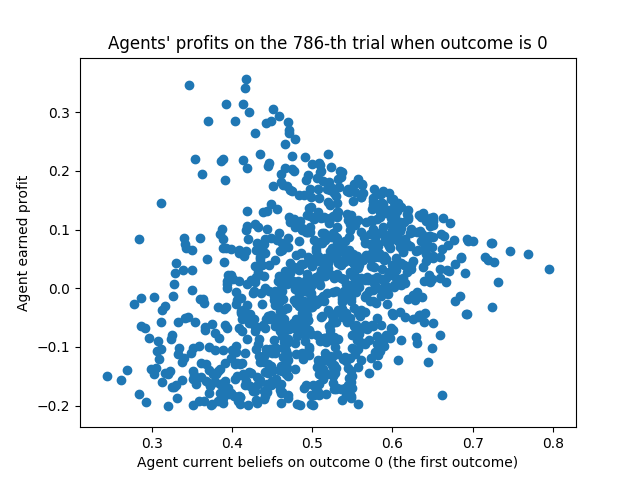 Agents' profits on the 786-th trial when outcome is 0
Agent earned profit
0.3
0.2
0.1
0.0
−0.1
−0.2
0.3 0.4 0.5 0.6 0.7 0.8
Agent current beliefs on outcome 0 (the first outcome)